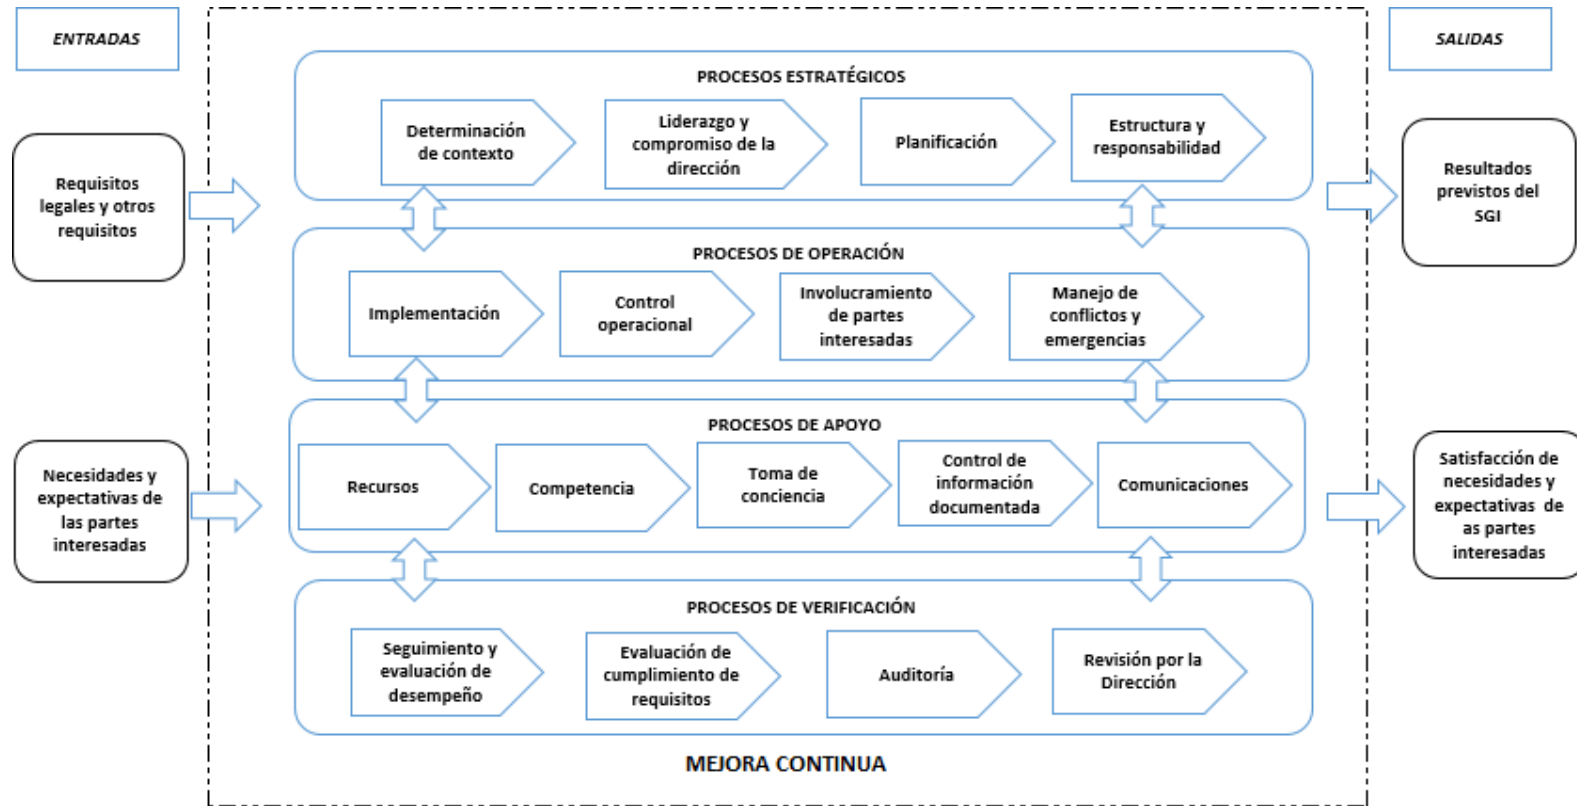 ENTRADAS
SALIDAS
PROCESOS ESTRATÉGICOS
Determinación
de contexto
Liderazgo y
compromiso de la
dirección
Planificación
Estructura y
responsabilidad
Requisitos
legales y otros
requisitos
Resultados
previstos del
SGI
PROCESOS DE OPERACIÓN
Implementación
Control
operacional
Involucramiento
de partes
interesadas
Manejo de
conflictos y
emergencias
PROCESOS DE APOYO
Recursos
Competencia
Toma de
conciencia
Control de
información
documentada
Comunicaciones
Necesidades y
expectativas de
las partes
interesadas
Satisfacción de
necesidades y
expectativas de
as partes
interesadas
PROCESOS DE VERIFICACIÓN
Seguimiento y
evaluación de
desempeño
Evaluación de
cumplimiento de
requisitos
Auditoría
Revisión por la
Dirección
MEJORA CONTINUA